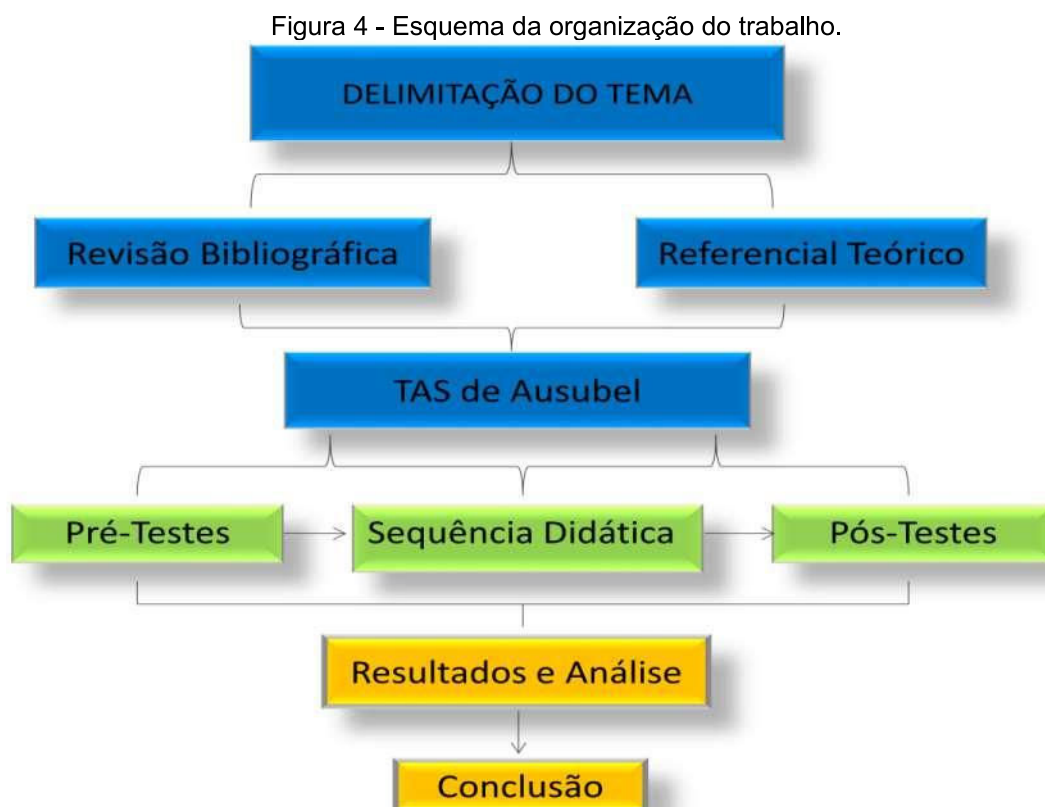 Figura 4 - Esquema da organização do trabalho.
DELIMITAÇÃO DO TEMA
Revisão Bibliográfica
Referencial Teórico
TAS de Ausubel
Pré-Testes
Sequência Didática
Pós-Testes
Resultados e Análise
Conclusão